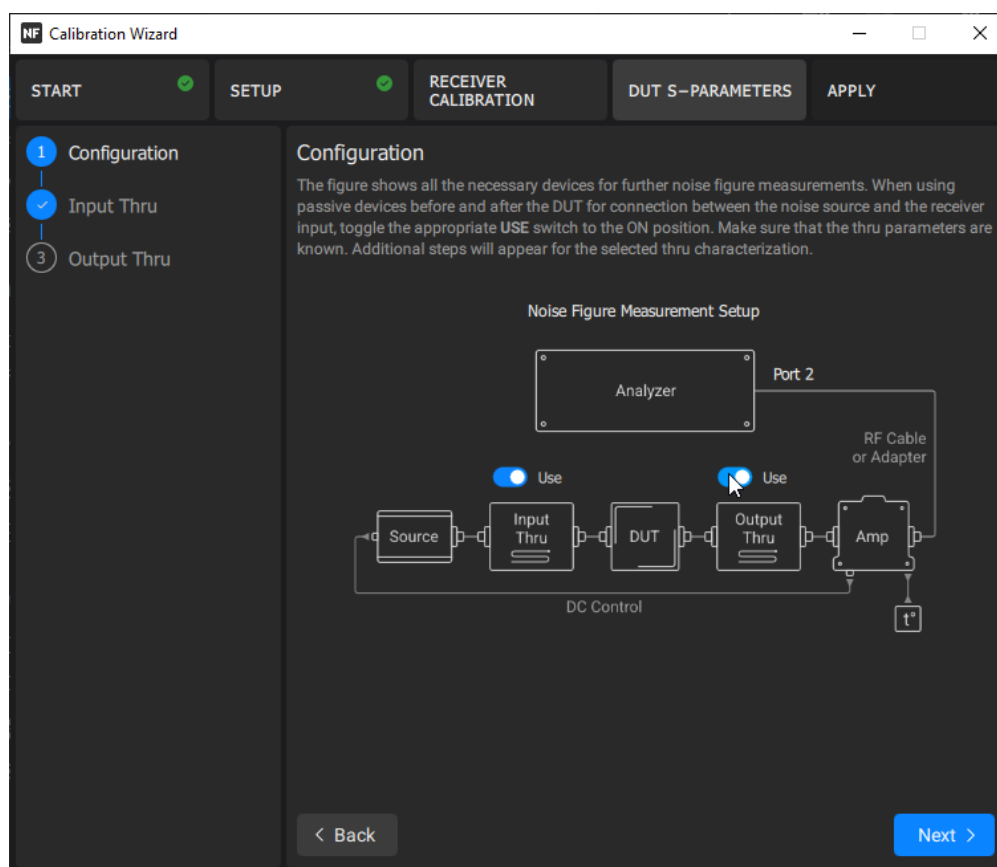 NF Calibration Wizard
START
SETUP
RECEIVER
CALIBRATION
DUT S-PARAMETERS
APPLY
1 Configuration
Input Thru
3 Output Thru
Configuration
The figure shows all the necessary devices for further noise figure measurements. When using
passive devices before and after the DUT for connection between the noise source and the receiver
input, toggle the appropriate USE switch to the ON position. Make sure that the thru parameters are
known. Additional steps will appear for the selected thru characterization.
Noise Figure Measurement Setup
Analyzer
Port 2
RF Cable
or Adapter
Use
Use
Source
Input
Thru
DUT
Output
Thru
Amp
DC Control
t°
< Back
Next >